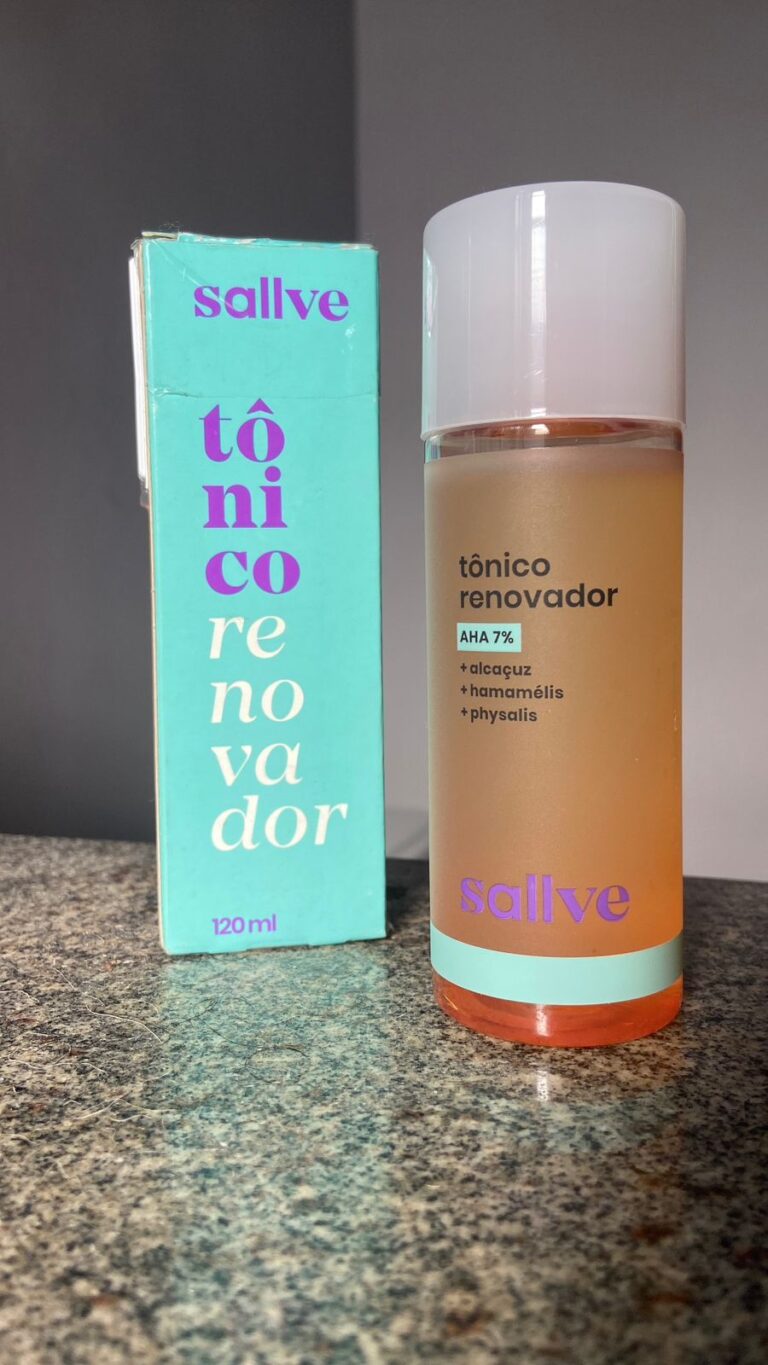 sallve
tô
ni
co
re
no
va
dor
120 ml
tônico
renovador
AHA 7%
+ alcaçuz
+ hamamélis
+ physalis
sallve